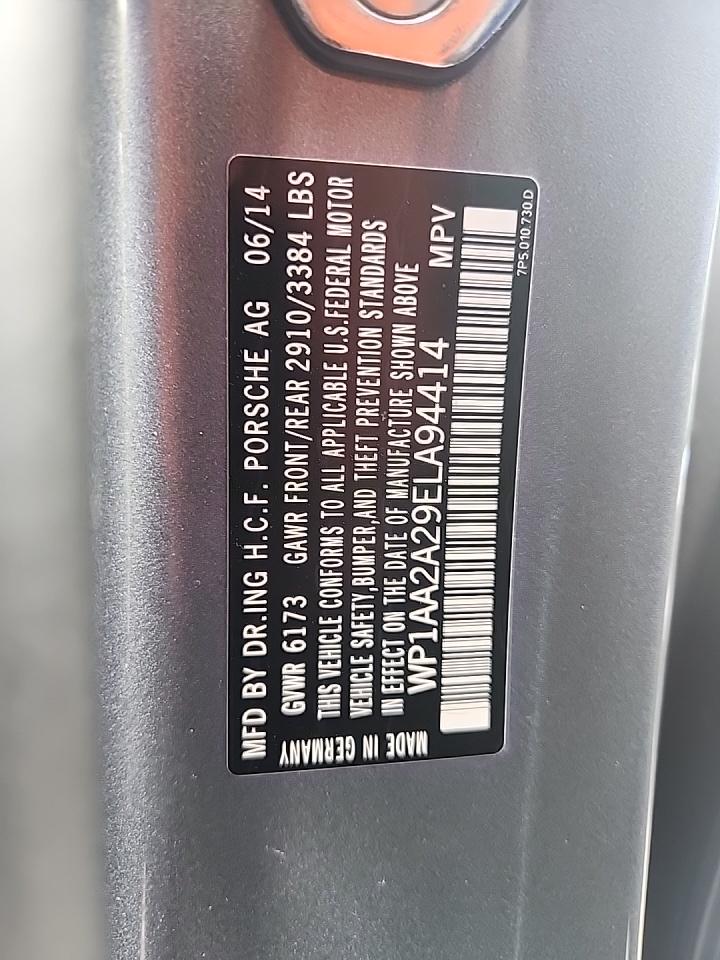 MFD BY DR.ING H.C.F. PORSCHE AG 06/14
GVWR 6173 GAWR FRONT/REAR 2910/3384 LBS
THIS VEHICLE CONFORMS TO ALL APPLICABLE U.S.FEDERAL MOTOR
VEHICLE SAFETY,BUMPER,AND THEFT PREVENTION STANDARDS
IN EFFECT ON THE DATE OF MANUFACTURE SHOWN ABOVE
WP1AA2A29ELA94414 MPV
MADE IN GERMANY
7P5.010.730.D